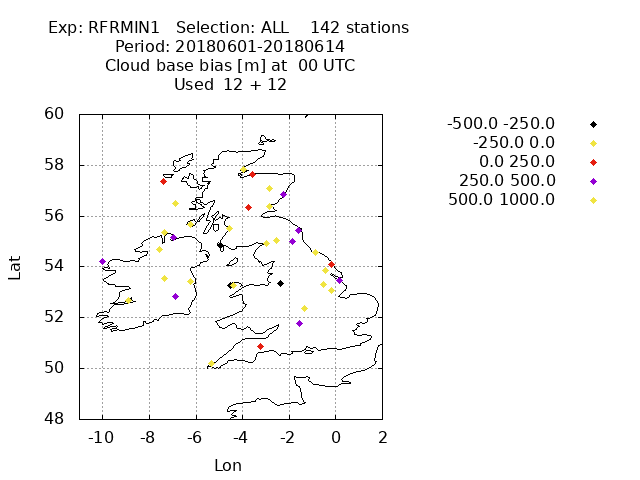 Exp: RFRMIN1 Selection: ALL 142 stations
Period: 20180601-20180614
Cloud base bias [m] at 00 UTC
Used 12 + 12
-500.0 -250.0
-250.0 0.0
0.0 250.0
250.0 500.0
500.0 1000.0
60
58
56
54
52
50
48
Lat
-10 -8 -6 -4 -2 0 2
Lon